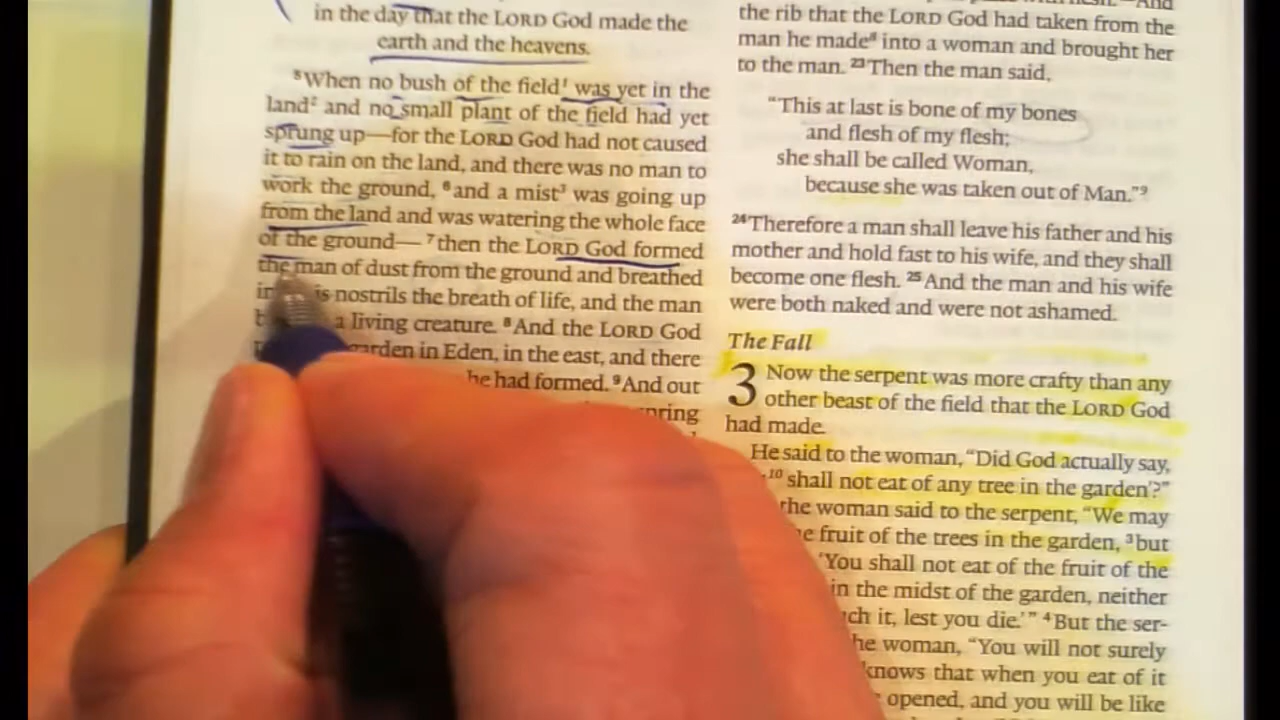 in the day that the LORD God made the
earth and the heavens.
5When no bush of the field1 was yet in the
land2 and no small plant of the field had yet
sprung up—for the LORD God had not caused
it to rain on the land, and there was no man to
work the ground, 6and a mist3 was going up
from the land and was watering the whole face
of the ground— 7then the LORD God formed
the man of dust from the ground and breathed
nostrils the breath of life, and the man
a living creature. 8And the LORD God
garden in Eden, in the east, and there
he had formed. 9And out
the rib that the LORD God had taken from the
man he made8 into a woman and brought her
to the man. 23Then the man said,
"This at last is bone of my bones
and flesh of my flesh;
she shall be called Woman,
because she was taken out of Man."9
24Therefore a man shall leave his father and his
mother and hold fast to his wife, and they shall
become one flesh. 25And the man and his wife
were both naked and were not ashamed.
The Fall
3 Now the serpent was more crafty than any
other beast of the field that the LORD God
had made.
He said to the woman, "Did God actually say,
10 shall not eat of any tree in the garden'?"
the woman said to the serpent, "We may
fruit of the trees in the garden, 3but
'You shall not eat of the fruit of the
in the midst of the garden, neither
it, lest you die.'" 4But the ser-
the woman, "You will not surely
knows that when you eat of it
opened, and you will be like